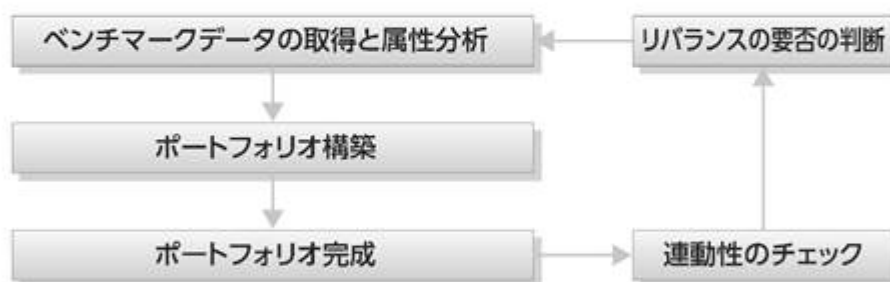 ベンチマークデータの取得と属性分析
リバランスの要否の判断
ポートフォリオ構築
ポートフォリオ完成
連動性のチェック